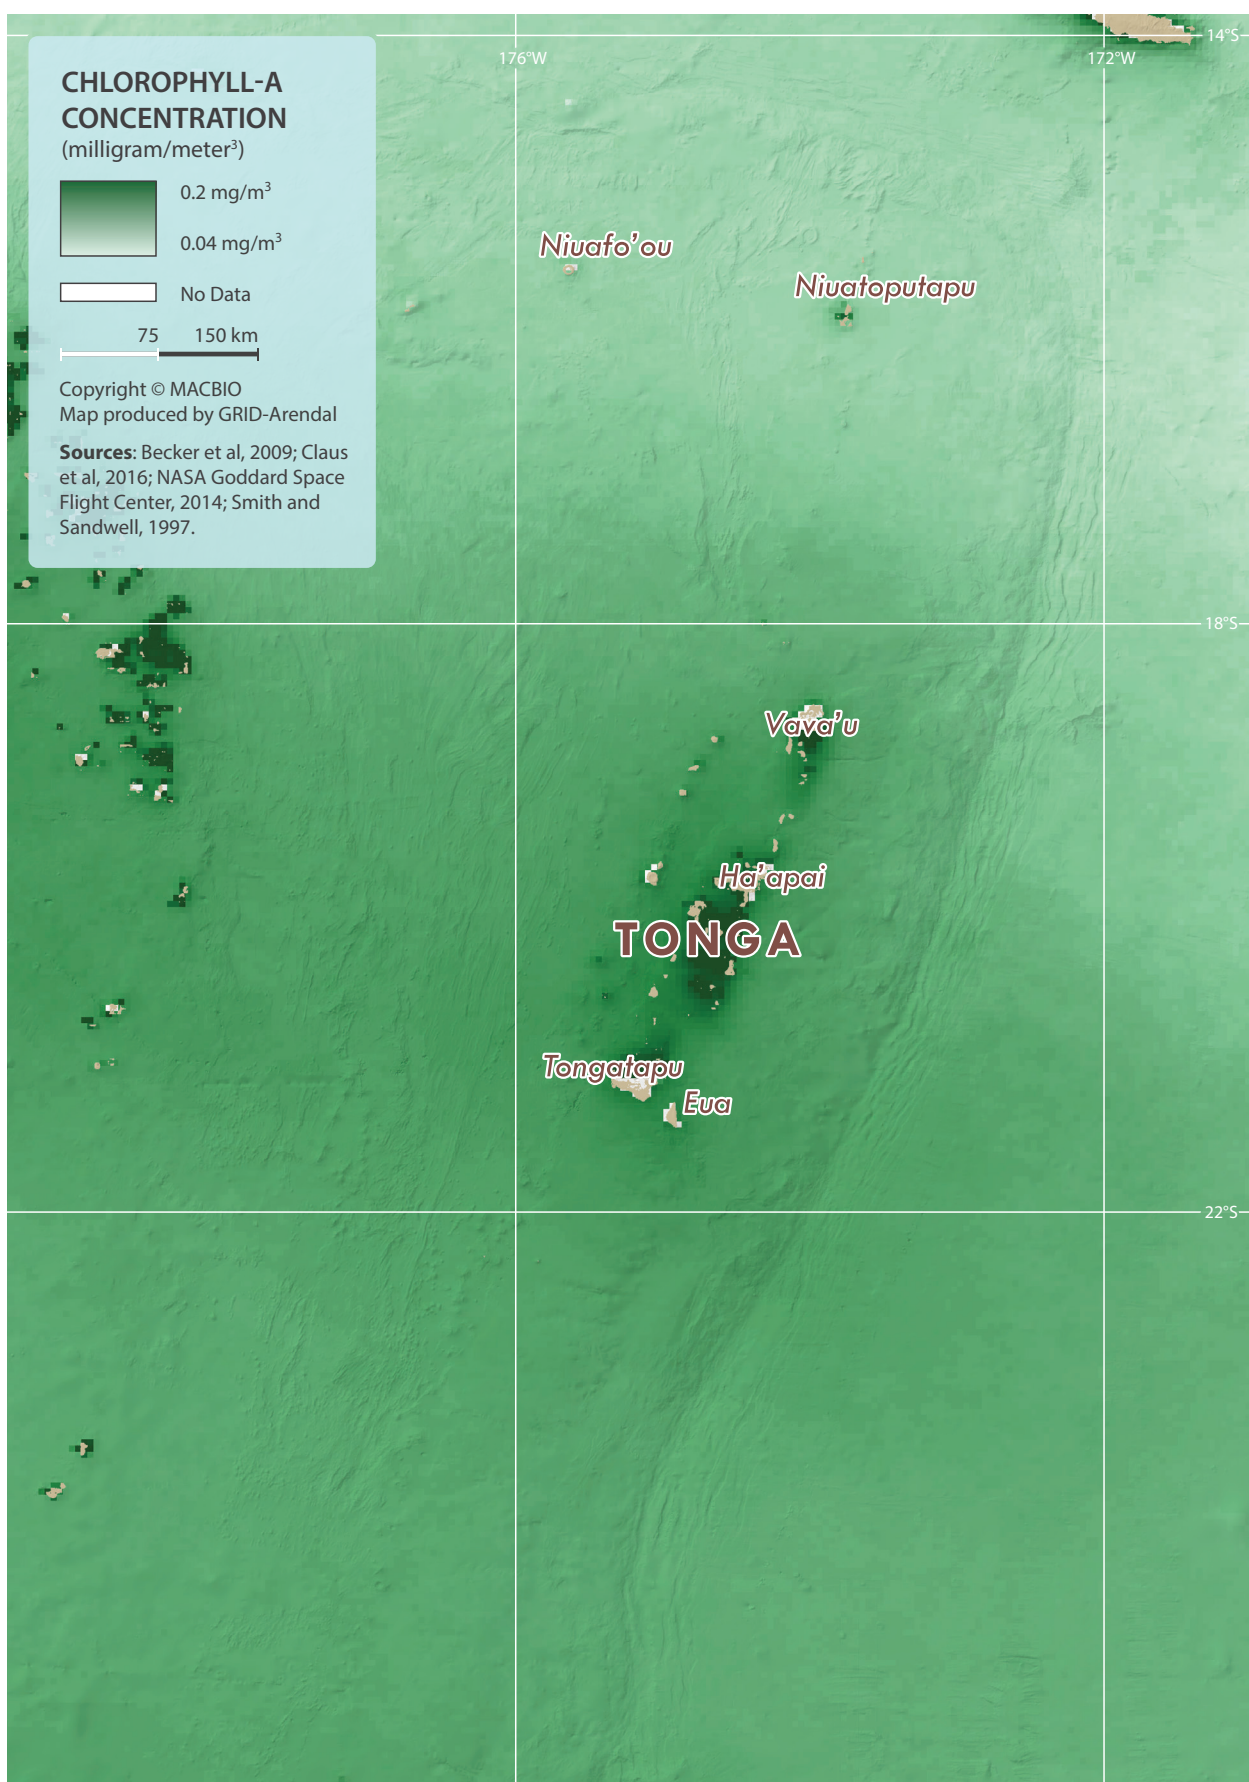 14°S
176°W
172°W
CHLOROPHYLL-A
CONCENTRATION
(milligram/meter³)
0.2 mg/m³
0.04 mg/m³
No Data
75 150 km
Copyright © MACBIO
Map produced by GRID-Arendal
Sources: Becker et al, 2009; Claus
et al, 2016; NASA Goddard Space
Flight Center, 2014; Smith and
Sandwell, 1997.
Niuafo’ou
Niuatoputapu
18°S
Vava’u
Ha’apai
TONGA
Tongatapu
Eua
22°S